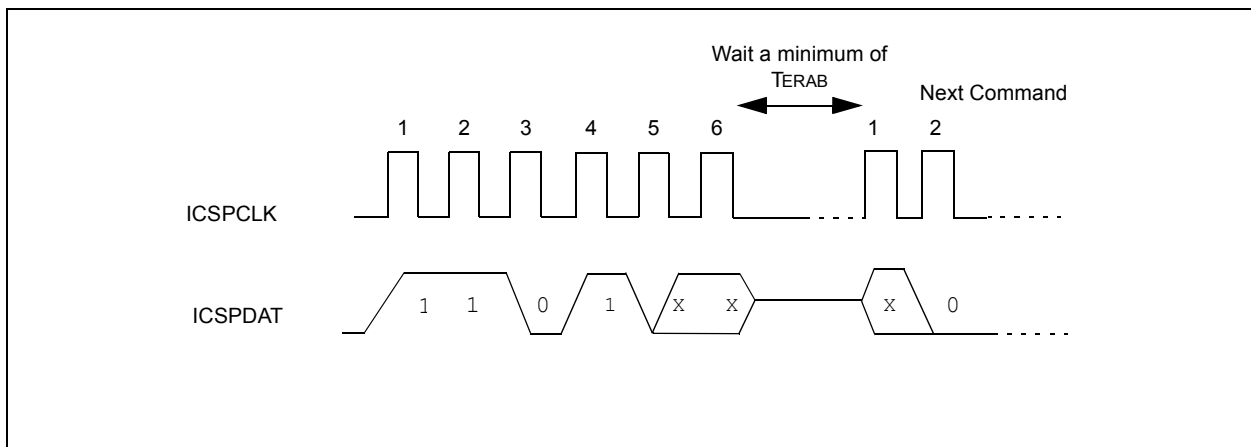 Wait a minimum of
TERAB
Next Command
1 2 3 4 5 6 1 2
ICSPCLK
ICSPDAT
1 1 0 1 x x x 0